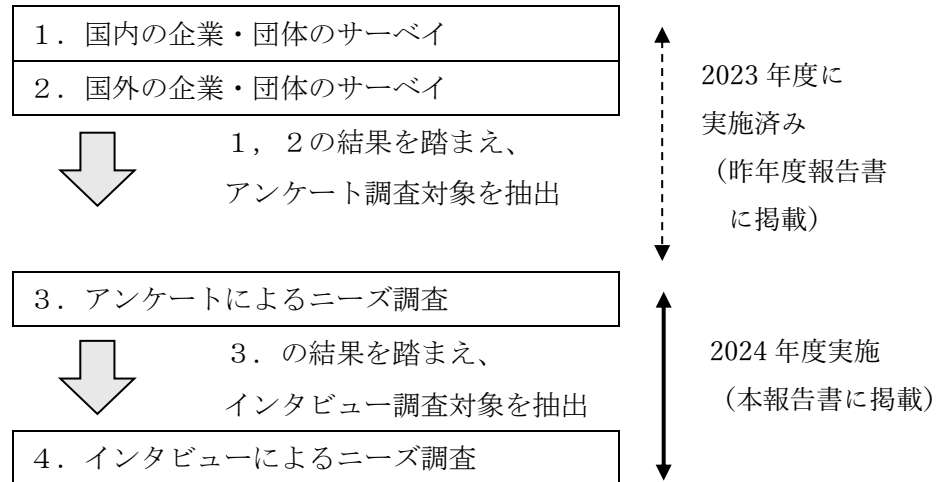 １．国内の企業・団体のサーベイ
２．国外の企業・団体のサーベイ
１，２の結果を踏まえ、
アンケート調査対象を抽出
2023 年度に
実施済み
（昨年度報告書
に掲載）
３．アンケートによるニーズ調査
３．の結果を踏まえ、
インタビュー調査対象を抽出
2024 年度実施
（本報告書に掲載）
４．インタビューによるニーズ調査